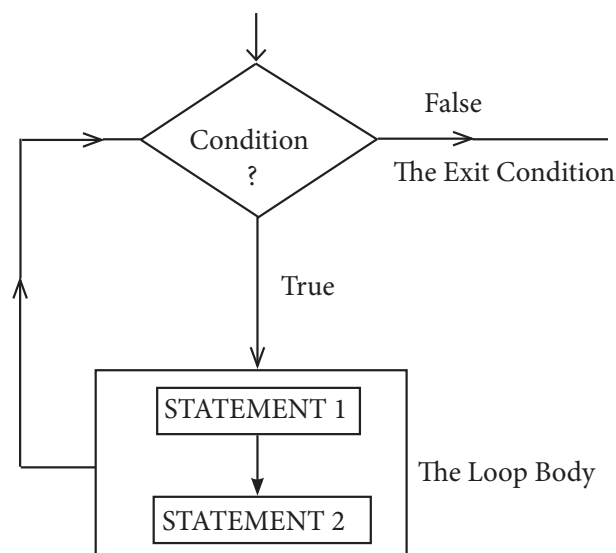 False
Condition
?
The Exit Condition
True
STATEMENT 1
The Loop Body
STATEMENT 2